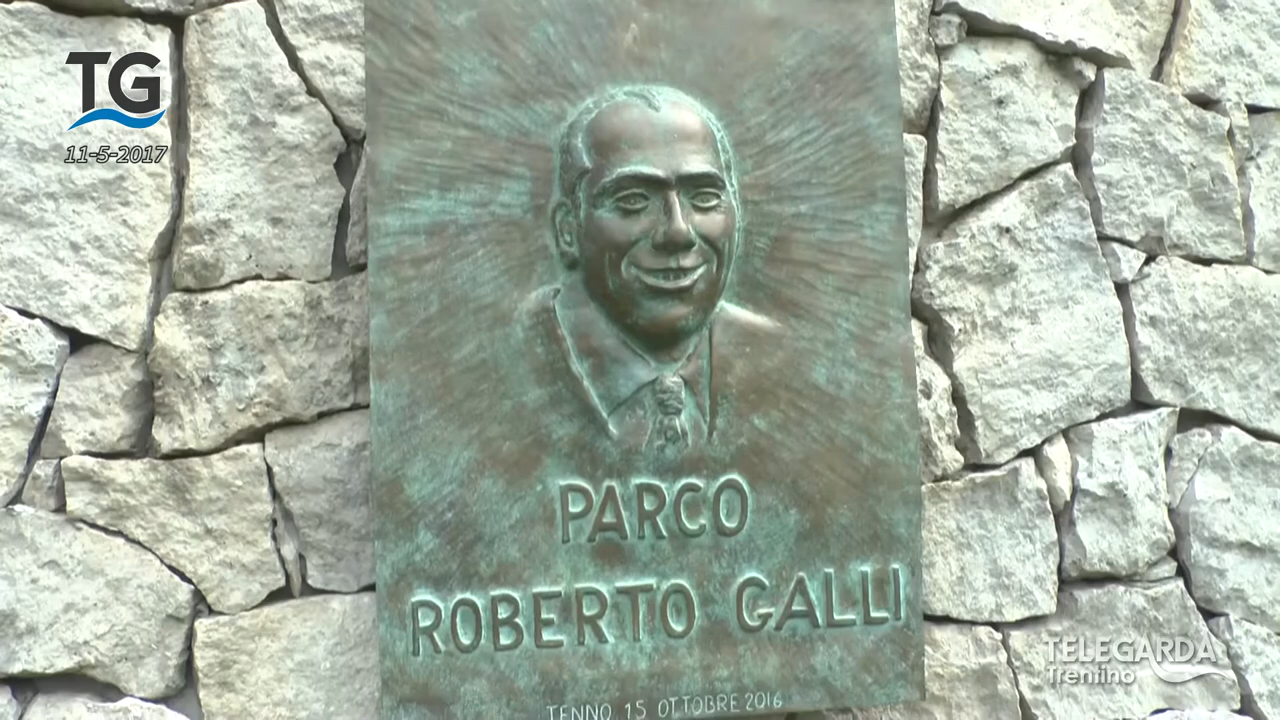 TG
11-5-2017
PARCO
ROBERTO GALLI
TENNO 15 OTTOBRE 2016
TELEGARDA
Trentino